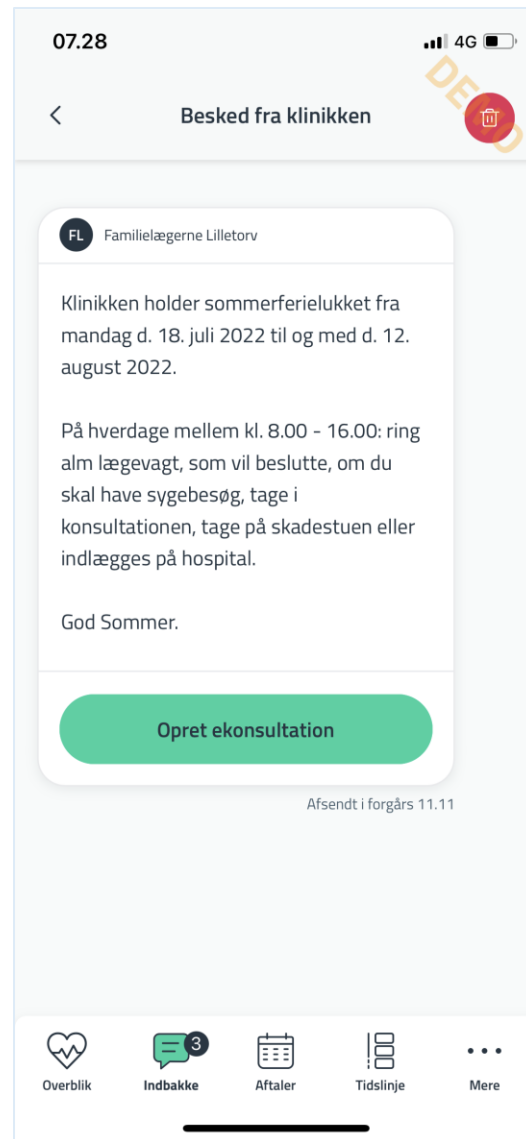 07.28
4G
DEMO
Besked fra klinikken
FL Familielægerne Lilletorv
Klinikken holder sommerferielukket fra
mandag d. 18. juli 2022 til og med d. 12.
august 2022.
På hverdage mellem kl. 8.00 - 16.00: ring
alm lægevagt, som vil beslutte, om du
skal have sygebesøg, tage i
konsultationen, tage på skadestuen eller
indlægges på hospital.
God Sommer.
Opret ekonsultation
Afsendt i forgårs 11.11
3
Overblik Indbakke Aftaler Tidslinje Mere